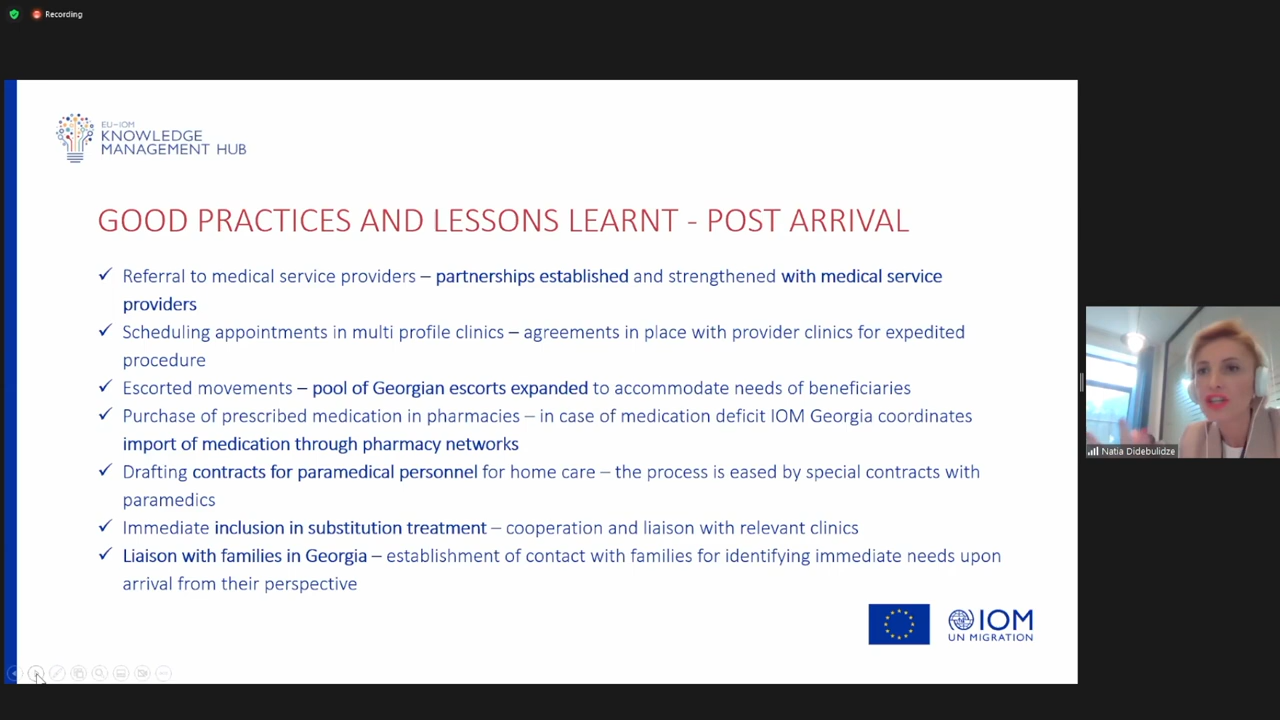 Recording
EU-IOM
KNOWLEDGE
MANAGEMENT HUB
GOOD PRACTICES AND LESSONS LEARNT - POST ARRIVAL
✓ Referral to medical service providers – partnerships established and strengthened with medical service
providers
✓ Scheduling appointments in multi profile clinics – agreements in place with provider clinics for expedited
procedure
✓ Escorted movements – pool of Georgian escorts expanded to accommodate needs of beneficiaries
✓ Purchase of prescribed medication in pharmacies – in case of medication deficit IOM Georgia coordinates
import of medication through pharmacy networks
✓ Drafting contracts for paramedical personnel for home care – the process is eased by special contracts with
paramedics
✓ Immediate inclusion in substitution treatment – cooperation and liaison with relevant clinics
✓ Liaison with families in Georgia – establishment of contact with families for identifying immediate needs upon
arrival from their perspective
IOM
UN MIGRATION
Natia Didebulidze